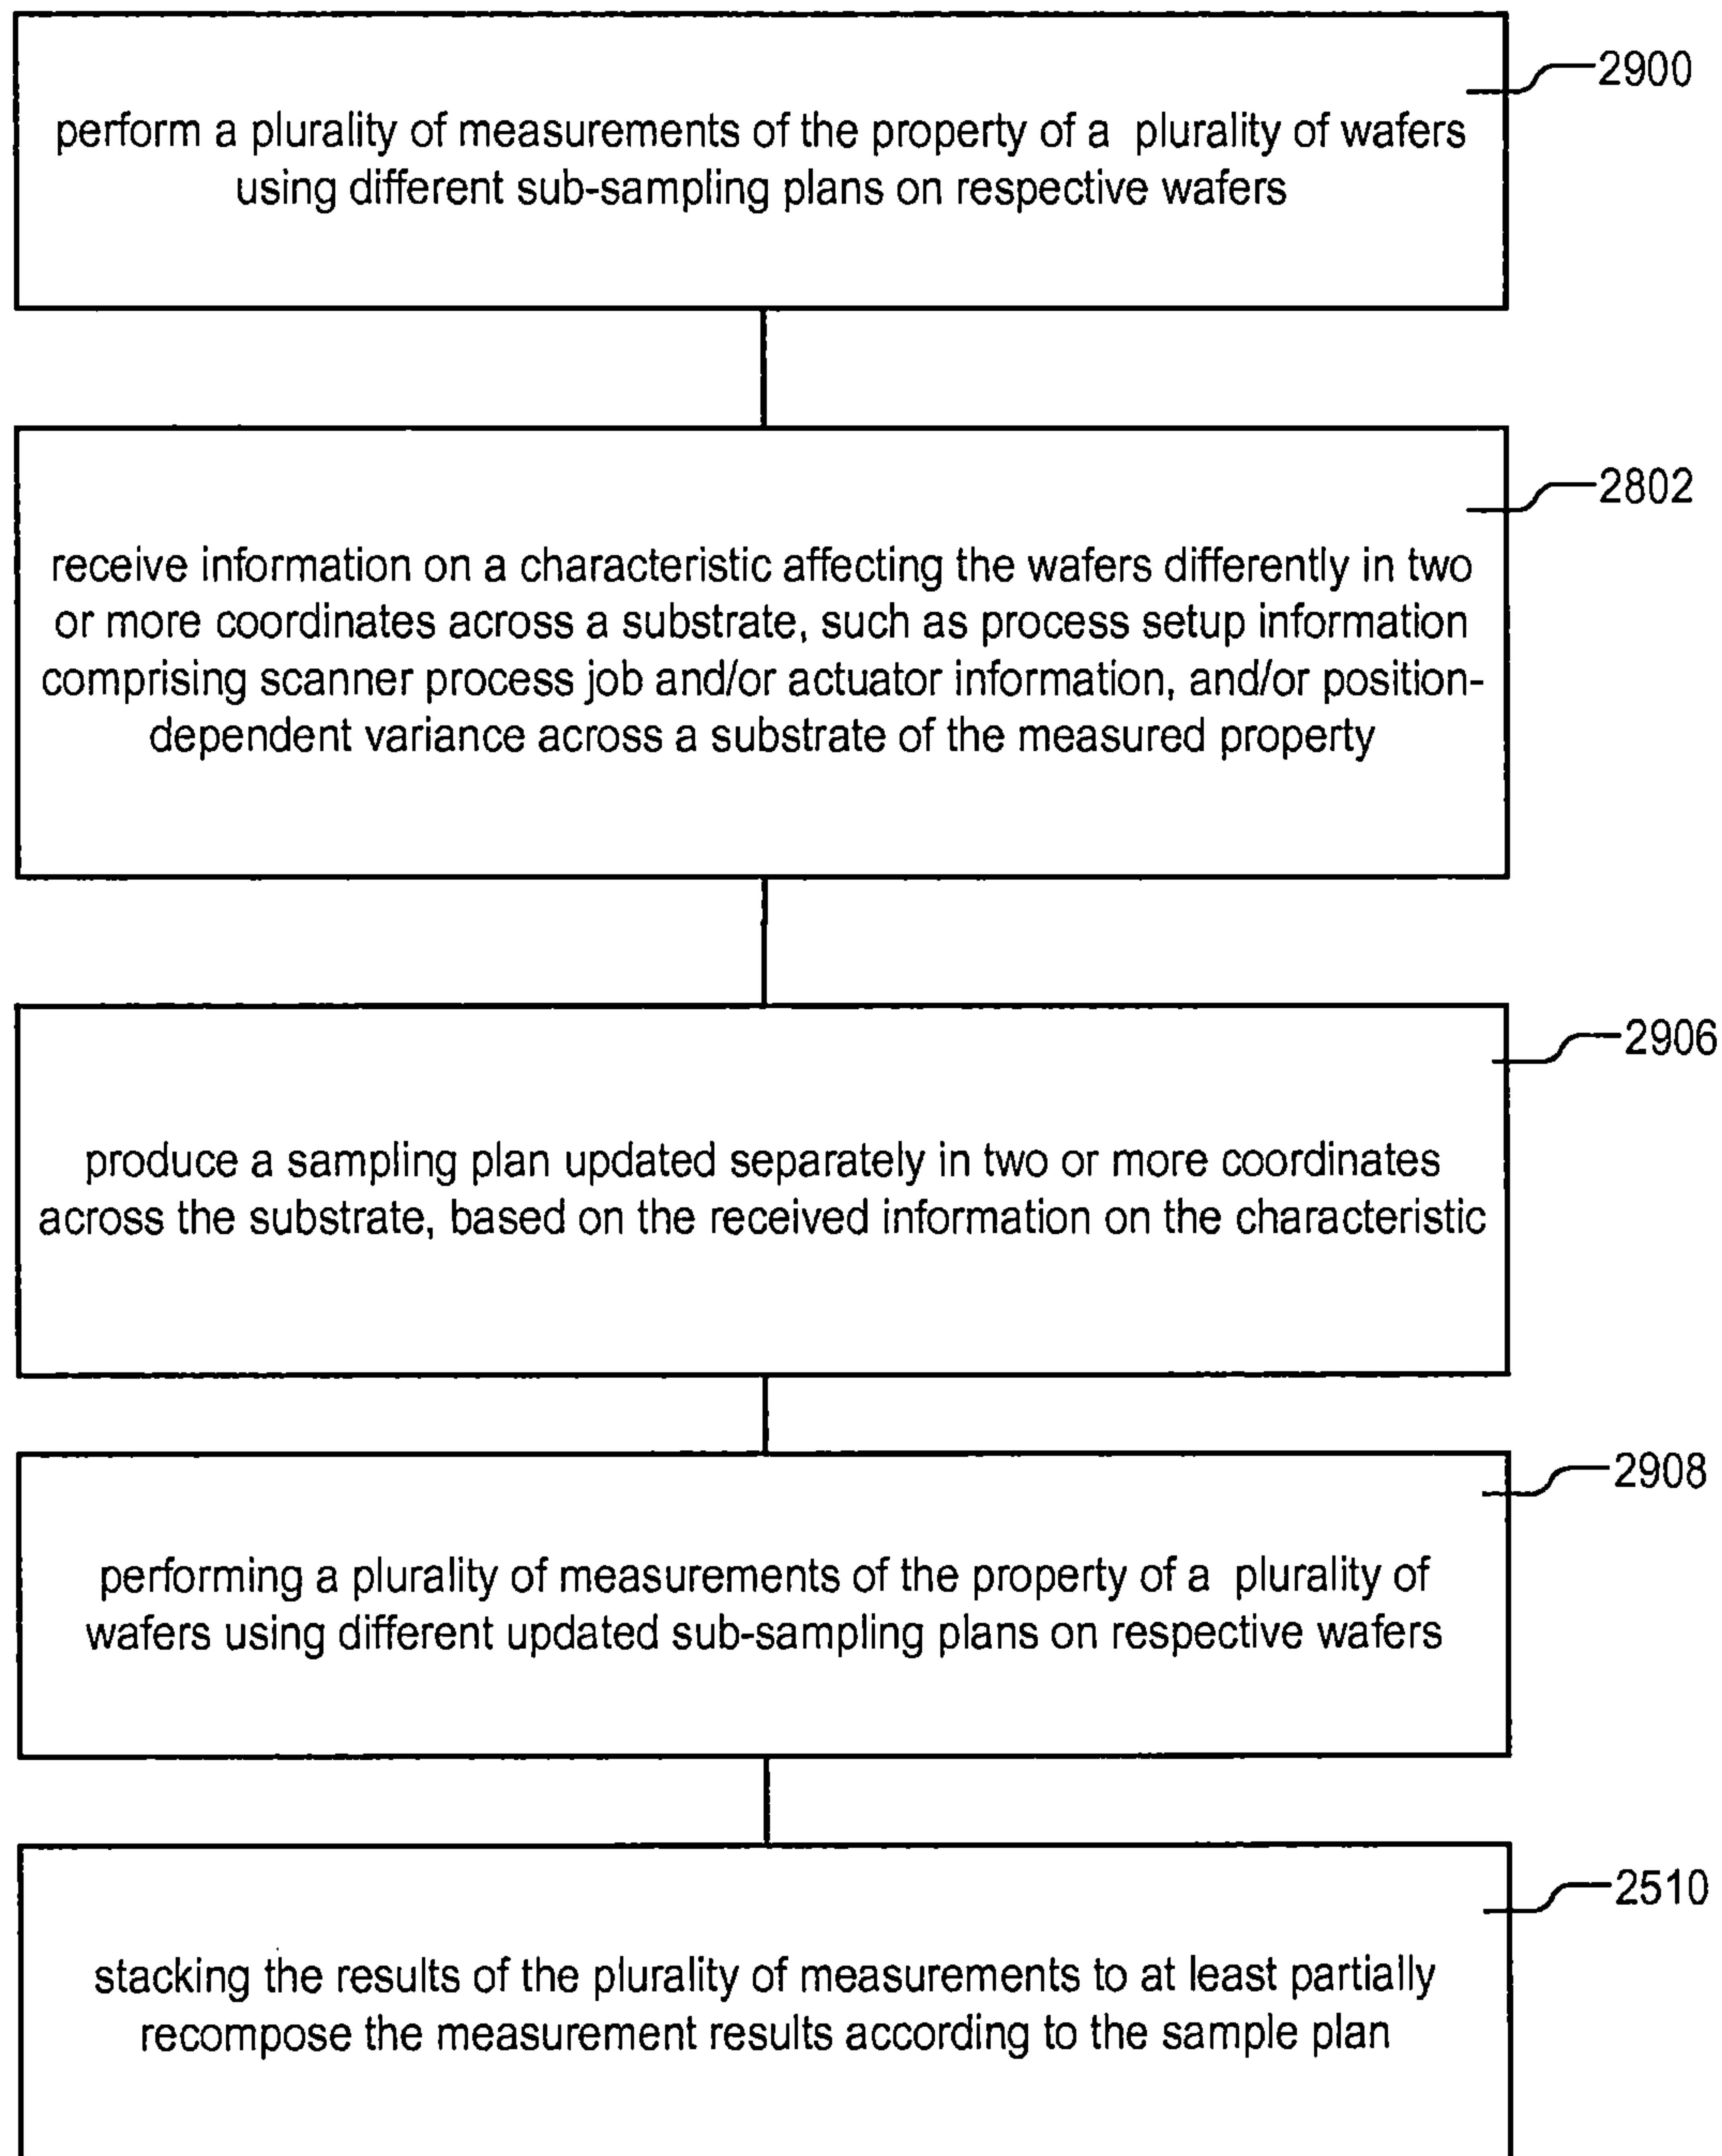 2900
perform a plurality of measurements of the property of a plurality of wafers
using different sub-sampling plans on respective wafers
2802
receive information on a characteristic affecting the wafers differently in two
or more coordinates across a substrate, such as process setup information
comprising scanner process job and/or actuator information, and/or position-
dependent variance across a substrate of the measured property
2906
produce a sampling plan updated separately in two or more coordinates
across the substrate, based on the received information on the characteristic
2908
performing a plurality of measurements of the property of a plurality of
wafers using different updated sub-sampling plans on respective wafers
2510
stacking the results of the plurality of measurements to at least partially
recompose the measurement results according to the sample plan